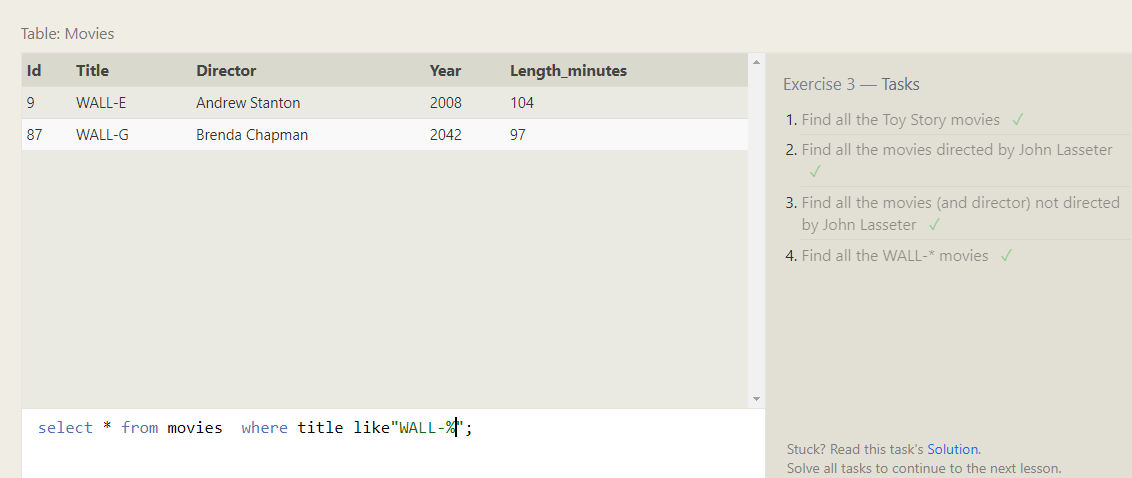 Table: Movies
Id Title Director Year Length_minutes
9 WALL-E Andrew Stanton 2008 104
87 WALL-G Brenda Chapman 2042 97
select * from movies  where title like"WALL-%";
Exercise 3 — Tasks
1. Find all the Toy Story movies ✓
2. Find all the movies directed by John Lasseter
✓
3. Find all the movies (and director) not directed
by John Lasseter ✓
4. Find all the WALL-* movies ✓
Stuck? Read this task's Solution.
Solve all tasks to continue to the next lesson.